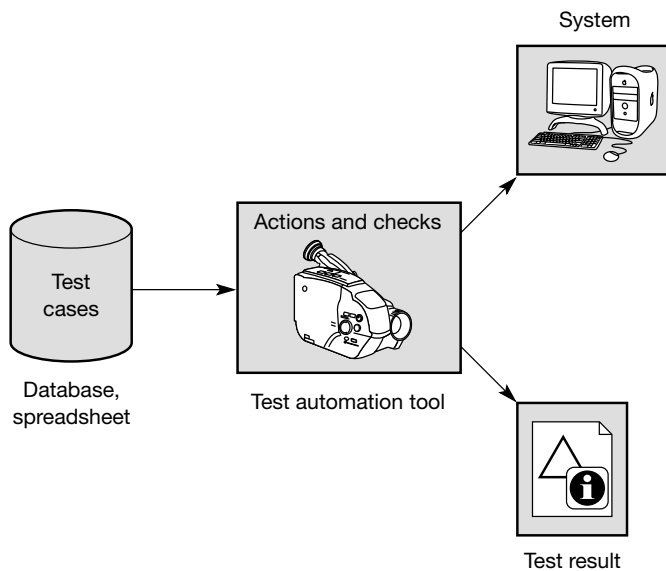 System
Actions and checks
Test
cases
Database,
spreadsheet
Test automation tool
Test result